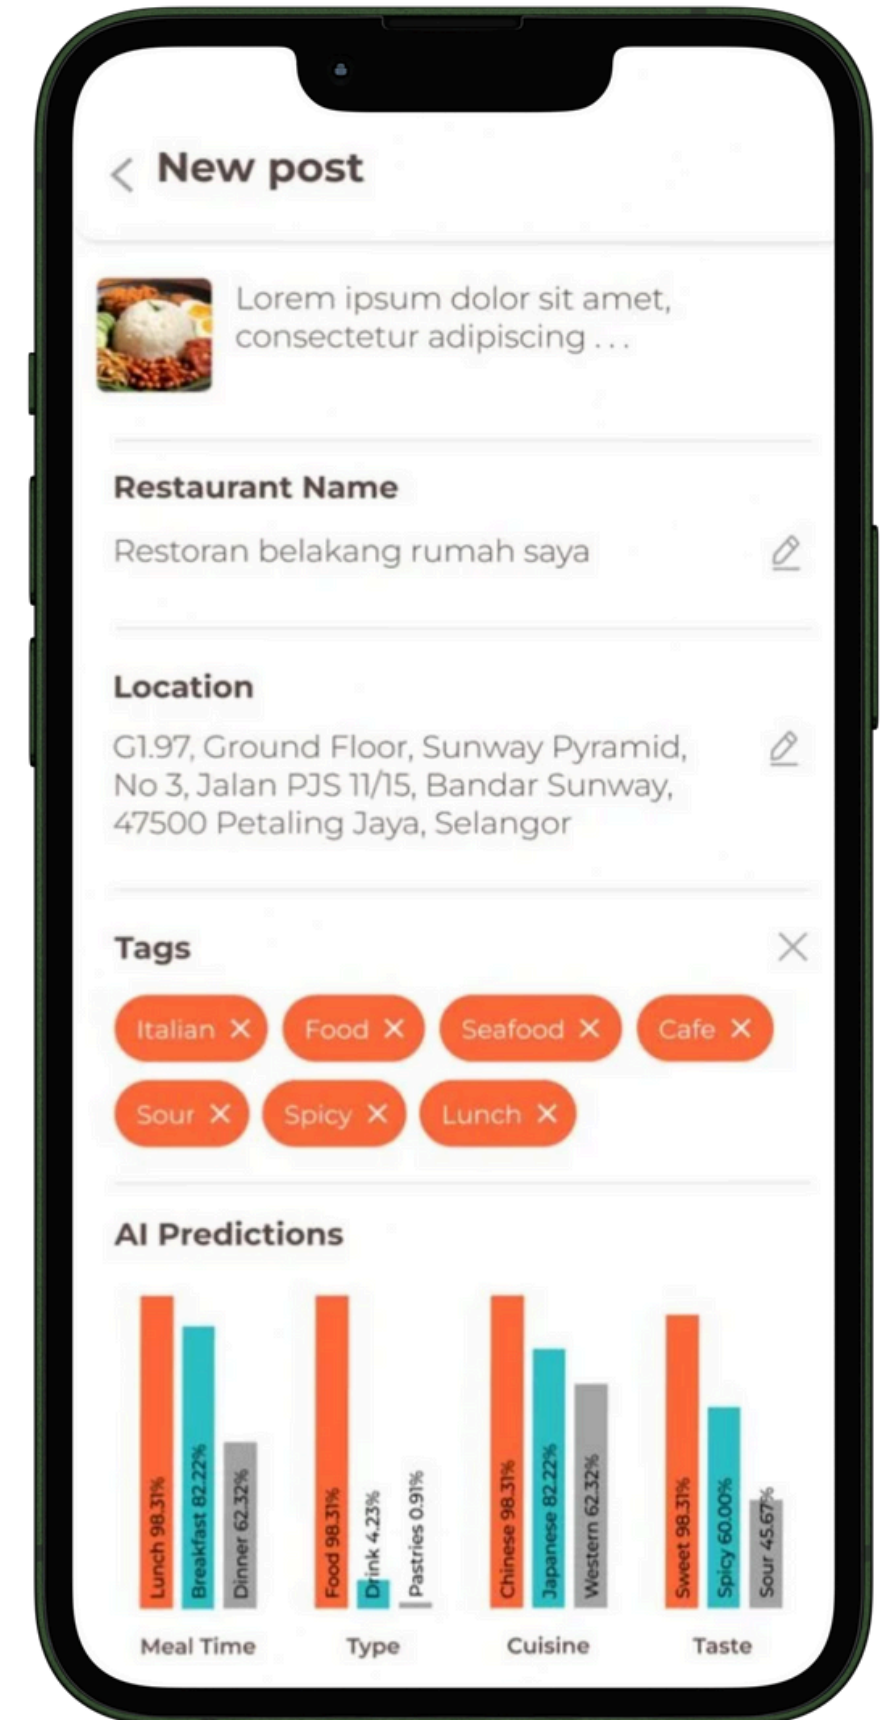 New post
Lorem ipsum dolor sit amet,
consectetur adipiscing ...
Restaurant Name
Restoran belakang rumah saya
Location
G1.97, Ground Floor, Sunway Pyramid,
No 3, Jalan PJS 11/15, Bandar Sunway,
47500 Petaling Jaya, Selangor
Tags
Italian
Food
Seafood
Cafe
Sour
Spicy
Lunch
AI Predictions
Lunch 98.31%
Breakfast 82.22%
Dinner 62.32%
Meal Time
Food 98.31%
Drink 4.23%
Pastries 0.91%
Type
Chinese 98.31%
Japanese 82.22%
Western 62.32%
Cuisine
Sweet 98.31%
Spicy 60.00%
Sour 45.67%
Taste